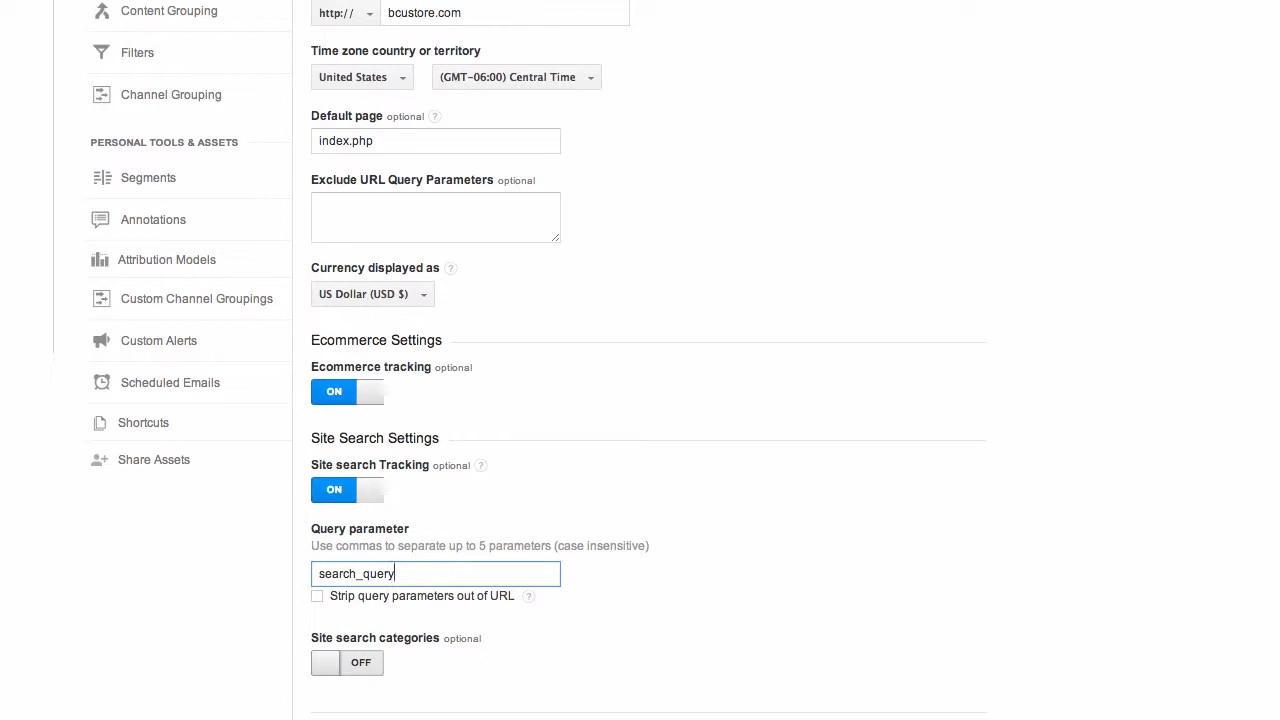 Content Grouping
Filters
Channel Grouping
PERSONAL TOOLS & ASSETS
Segments
Annotations
Attribution Models
Custom Channel Groupings
Custom Alerts
Scheduled Emails
Shortcuts
Share Assets
http:// bcustore.com
Time zone country or territory
United States (GMT-06:00) Central Time
Default page optional ?
index.php
Exclude URL Query Parameters optional
Currency displayed as ?
US Dollar (USD $)
Ecommerce Settings
Ecommerce tracking optional
ON
Site Search Settings
Site search Tracking optional ?
ON
Query parameter
Use commas to separate up to 5 parameters (case insensitive)
search_query
Strip query parameters out of URL ?
Site search categories optional
OFF